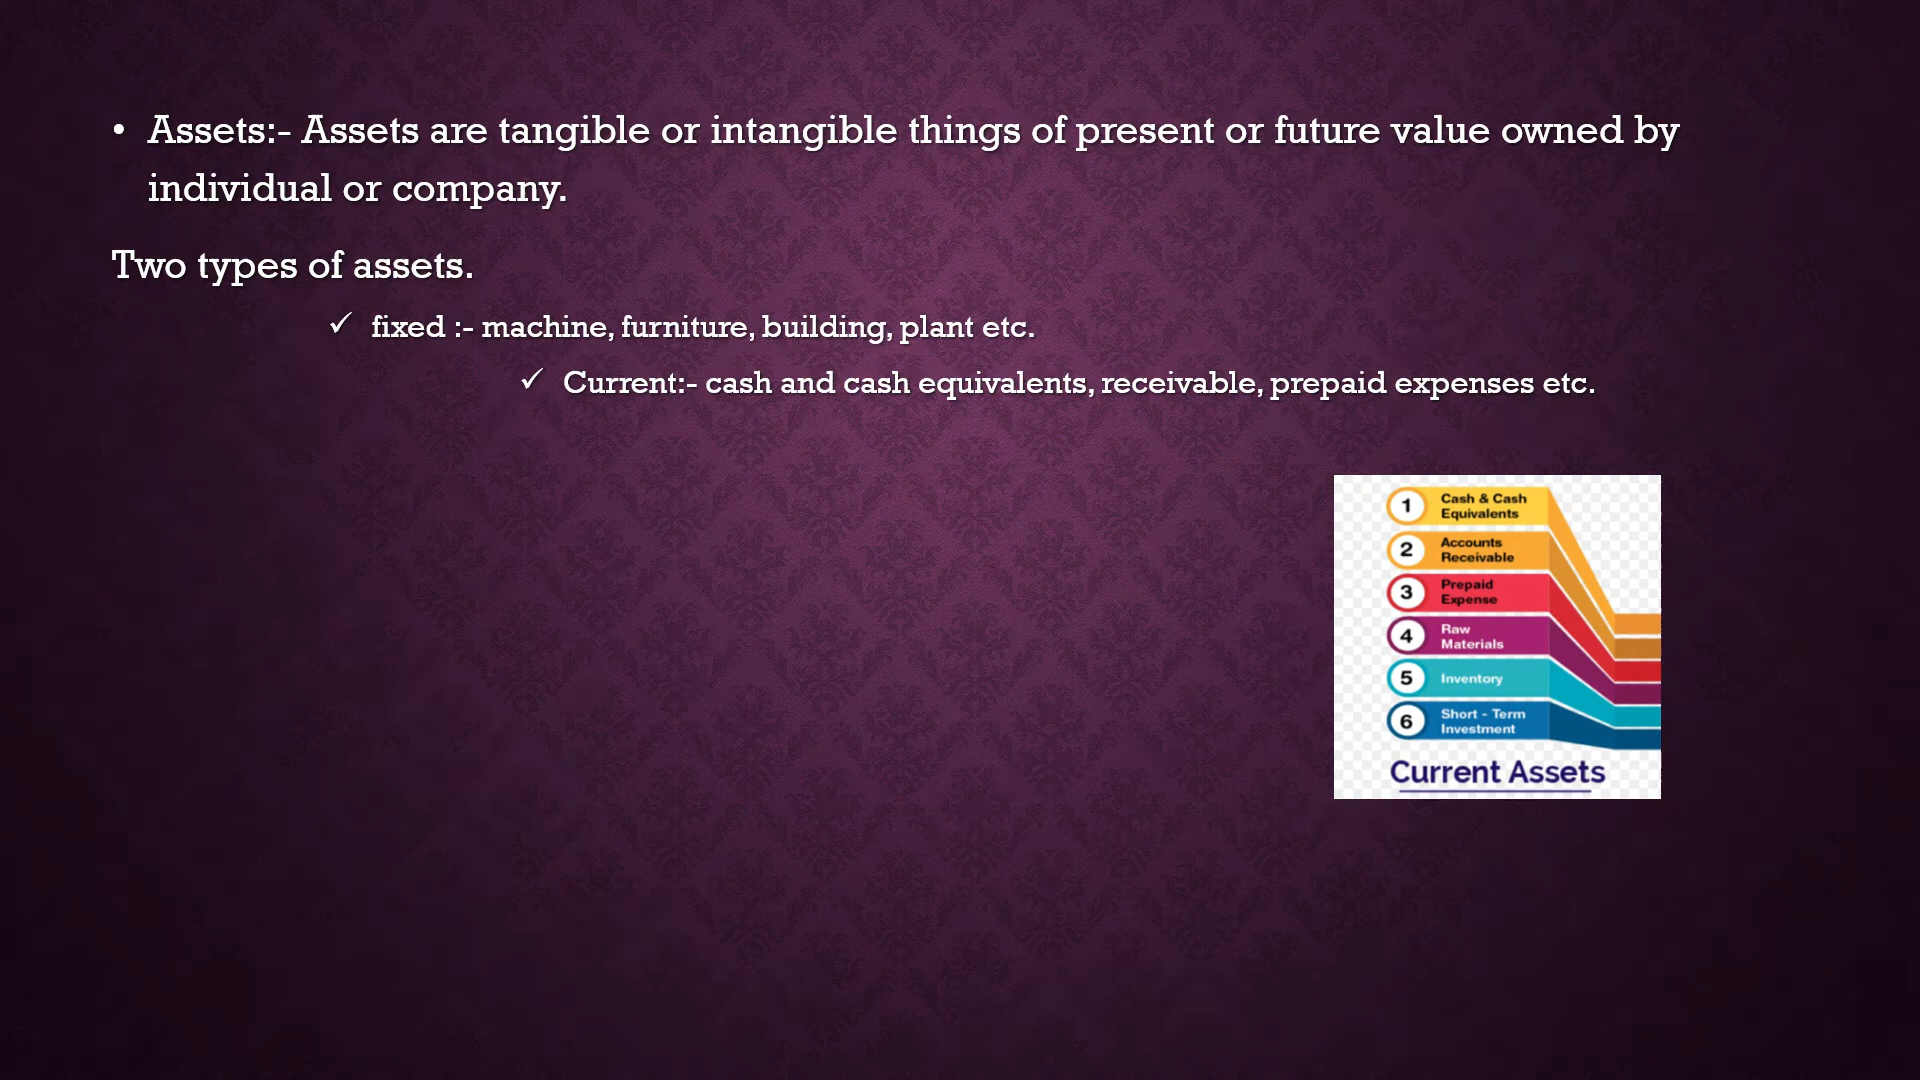 • Assets:- Assets are tangible or intangible things of present or future value owned by
individual or company.
Two types of assets.
✓ fixed :- machine, furniture, building, plant etc.
✓ Current:- cash and cash equivalents, receivable, prepaid expenses etc.
1 Cash & Cash
Equivalents
2 Accounts
Receivable
3 Prepaid
Expense
4 Raw
Materials
5 Inventory
6 Short - Term
Investment
Current Assets